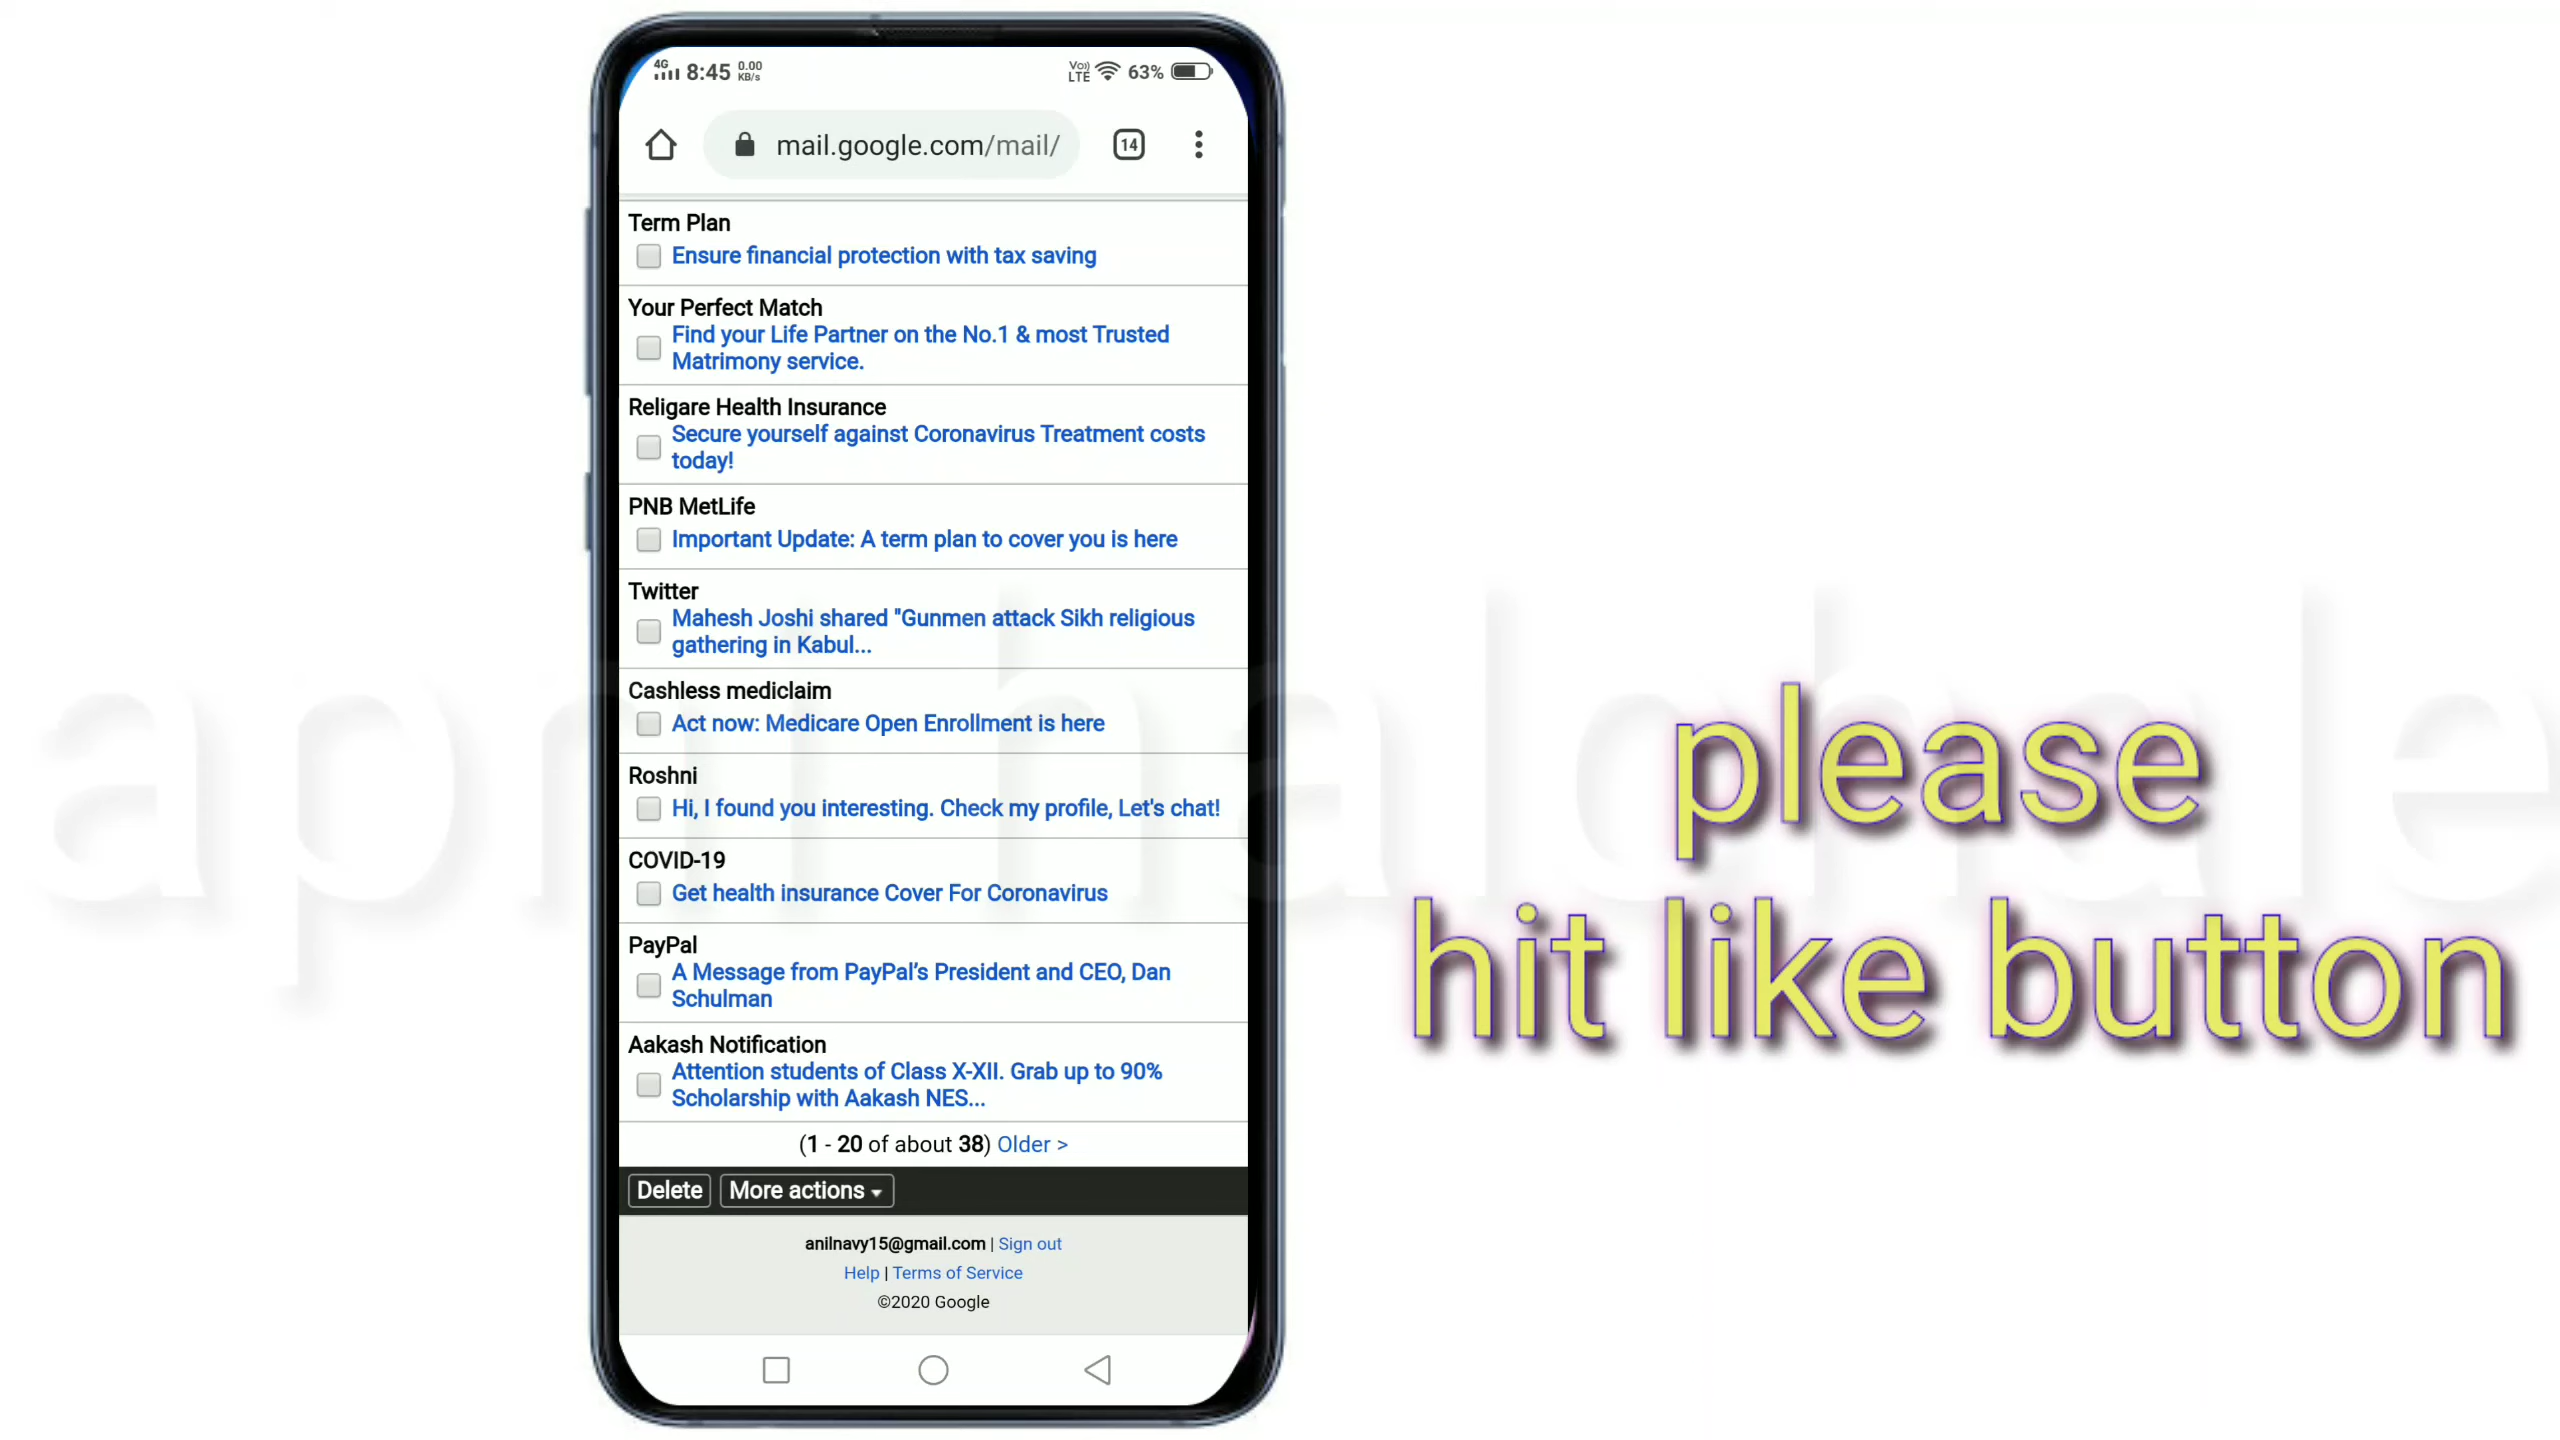 4G 8:45 0.00 KB/s Vo) LTE 63%
mail.google.com/mail/ 14
Term Plan
Ensure financial protection with tax saving
Your Perfect Match
Find your Life Partner on the No.1 & most Trusted
Matrimony service.
Religare Health Insurance
Secure yourself against Coronavirus Treatment costs
today!
PNB MetLife
Important Update: A term plan to cover you is here
Twitter
Mahesh Joshi shared "Gunmen attack Sikh religious
gathering in Kabul...
Cashless mediclaim
Act now: Medicare Open Enrollment is here
Roshni
Hi, I found you interesting. Check my profile, Let's chat!
COVID-19
Get health insurance Cover For Coronavirus
PayPal
A Message from PayPal’s President and CEO, Dan
Schulman
Aakash Notification
Attention students of Class X-XII. Grab up to 90%
Scholarship with Aakash NES...
(1 - 20 of about 38) Older >
Delete More actions
anilnavy15@gmail.com | Sign out
Help | Terms of Service
©2020 Google
please
hit like button